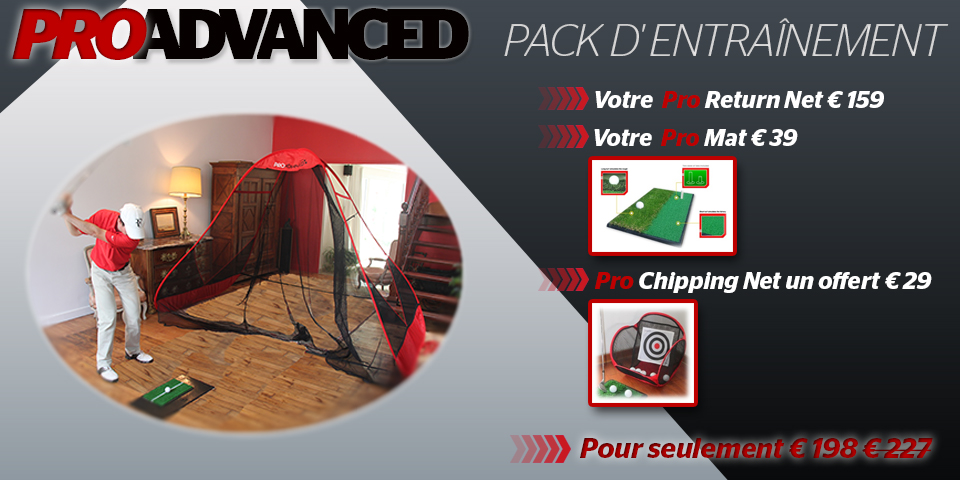 PROADVANCED
PACK D'ENTRAÎNEMENT
Votre Pro Return Net € 159
Votre Pro Mat € 39
Pro Chipping Net un offert € 29
Pour seulement € 198 € 227